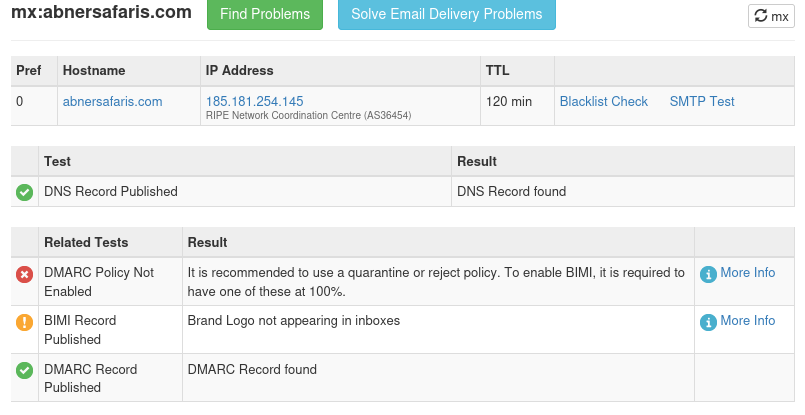 mx:abnersafaris.com Find Problems Solve Email Delivery Problems mx
Pref Hostname IP Address TTL
0 abnersafaris.com 185.181.254.145 120 min Blacklist Check SMTP Test
RIPE Network Coordination Centre (AS36454)
Test Result
DNS Record Published DNS Record found
Related Tests Result
DMARC Policy Not It is recommended to use a quarantine or reject policy. To enable BIMI, it is required to More Info
Enabled have one of these at 100%.
BIMI Record Brand Logo not appearing in inboxes More Info
Published
DMARC Record DMARC Record found
Published